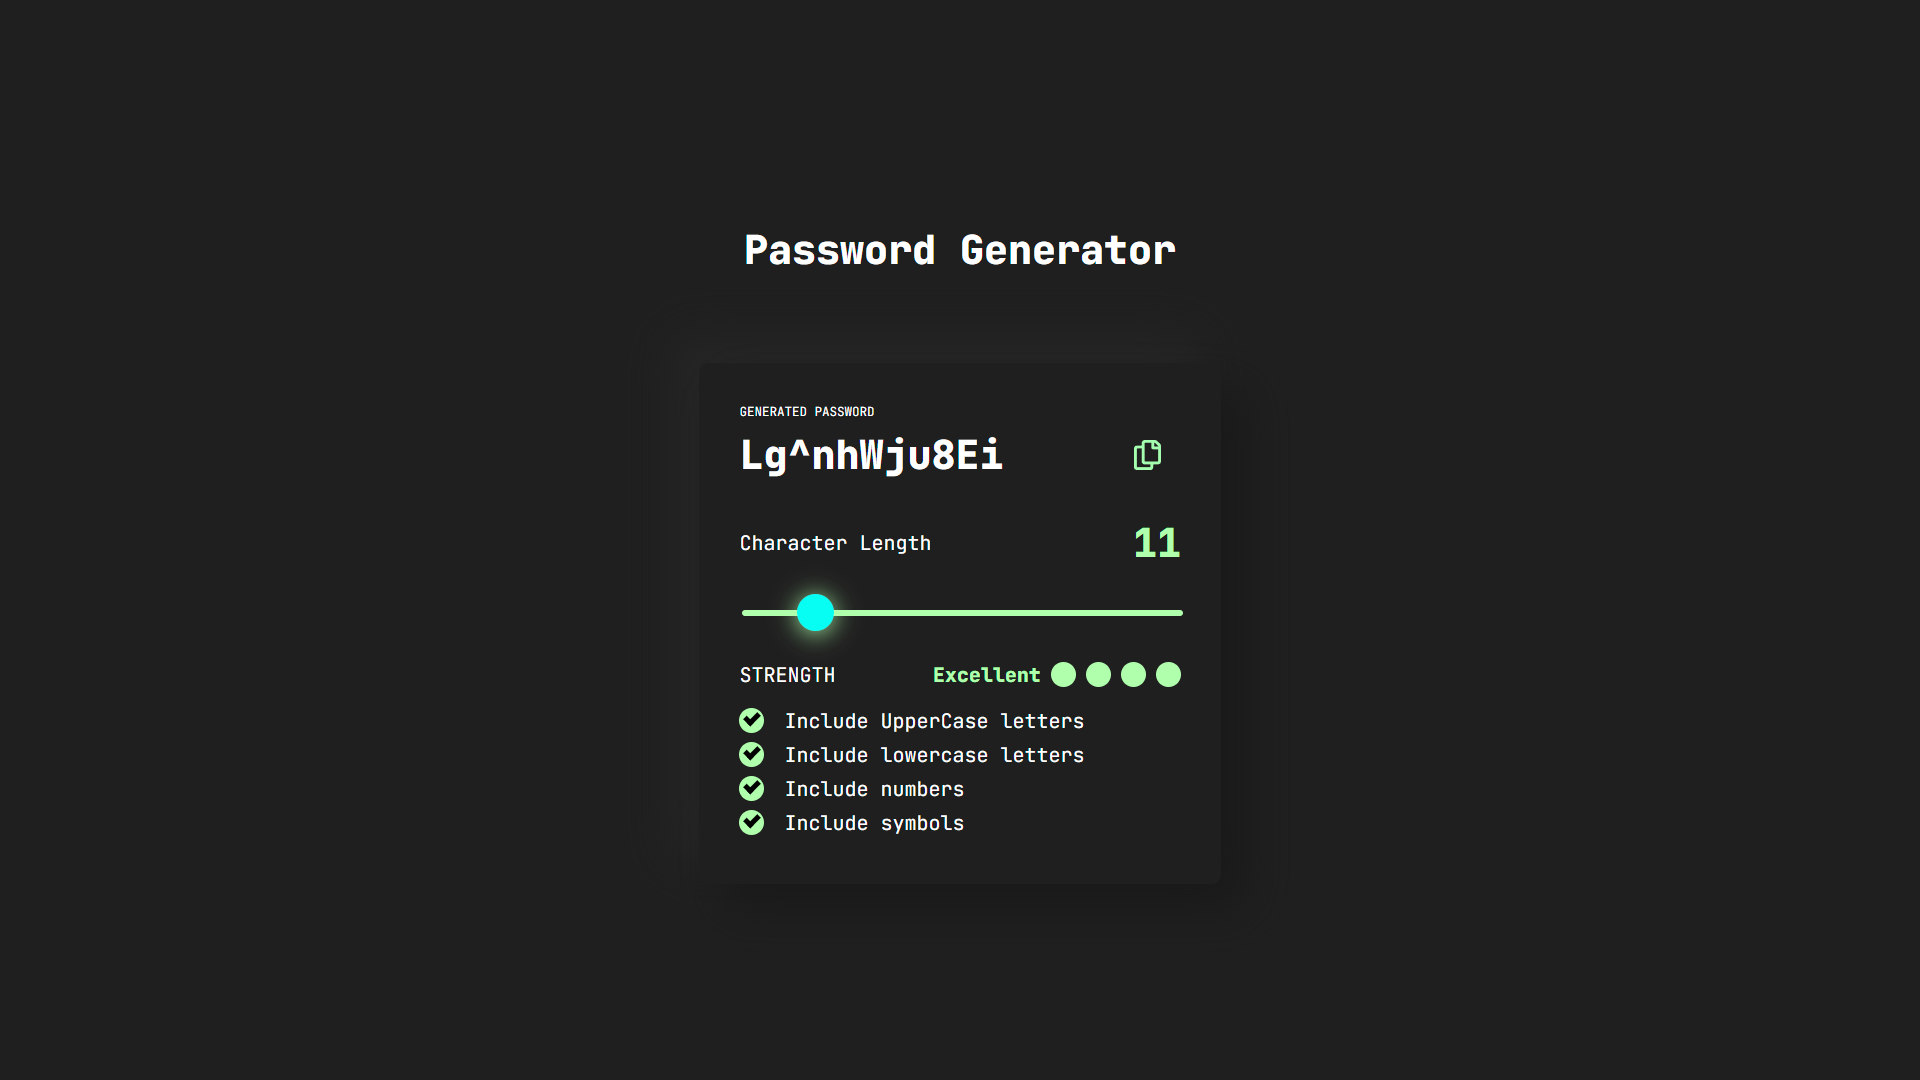 Password Generator
GENERATED PASSWORD
Lg^nhWju8Ei
Character Length 11
STRENGTH Excellent
Include UpperCase letters
Include lowercase letters
Include numbers
Include symbols